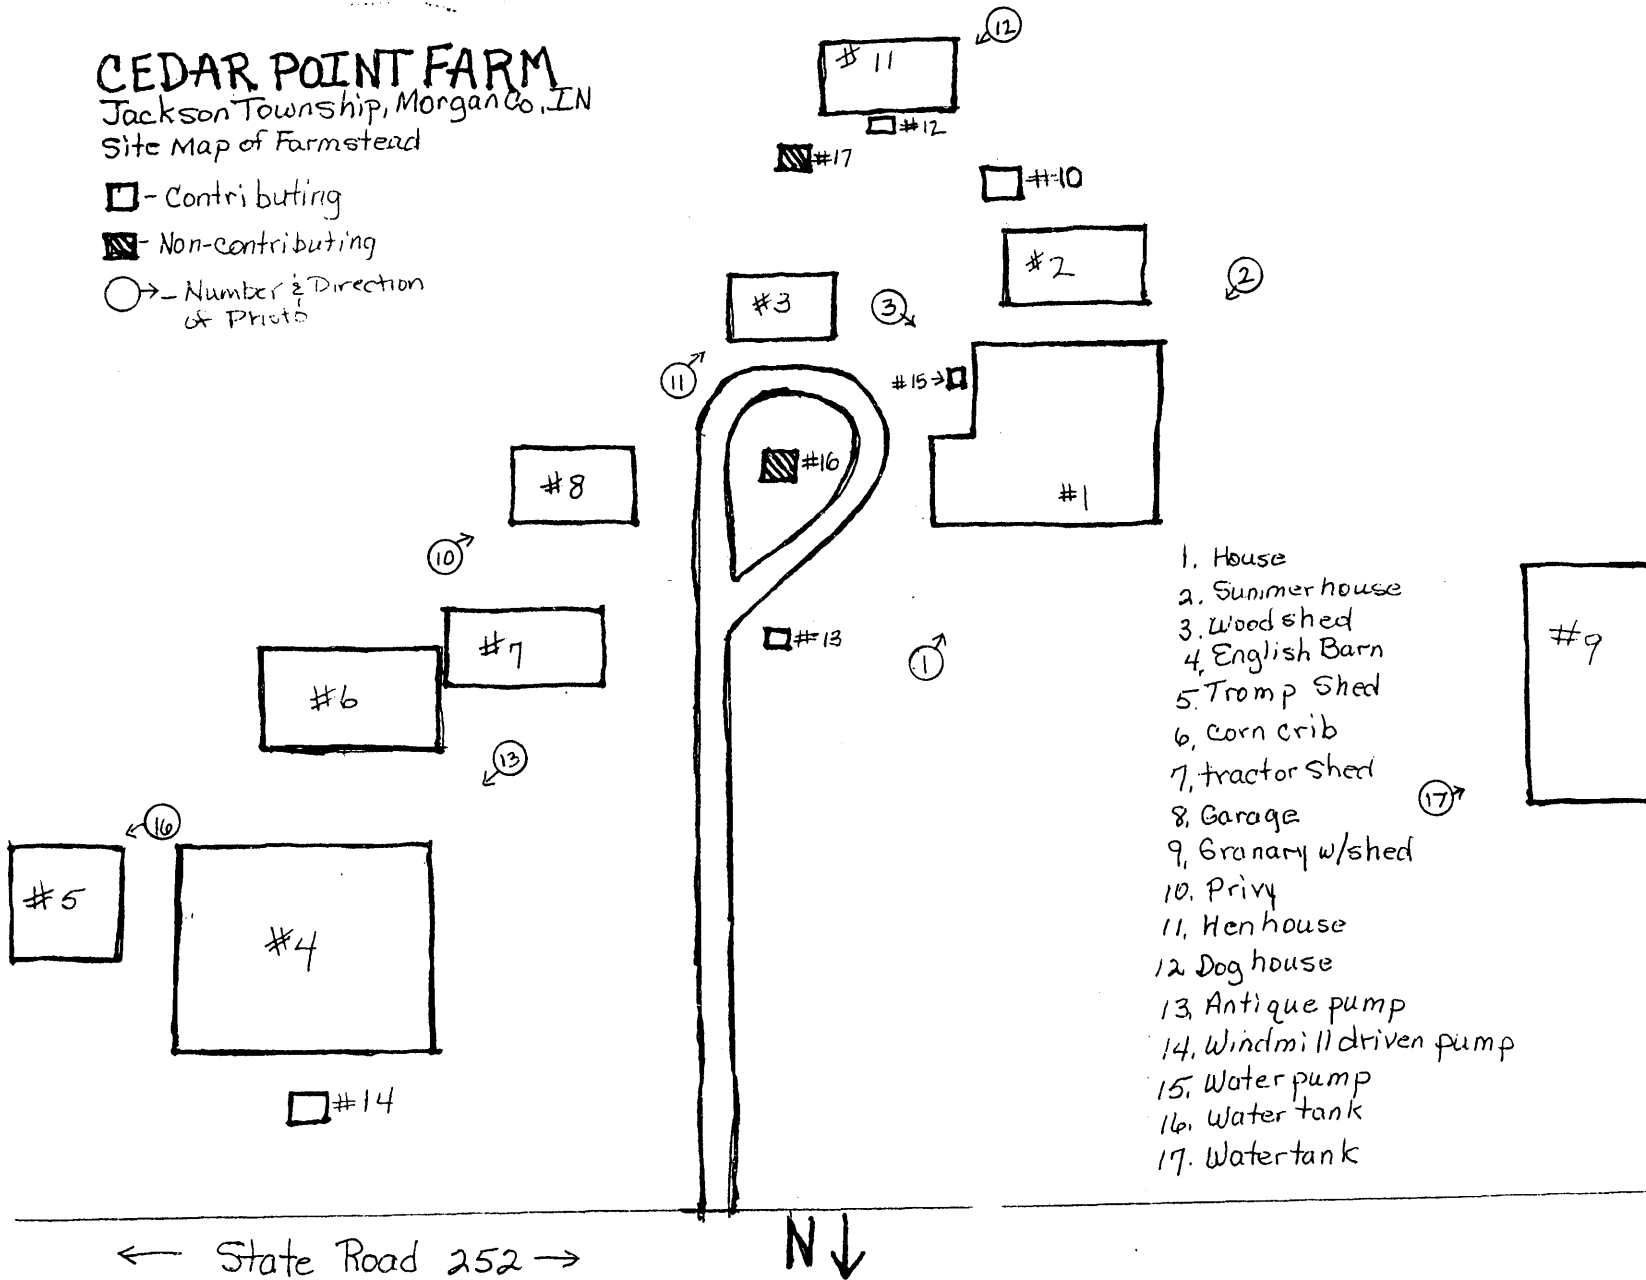 CEDAR POINT FARM
Jackson Township, Morgan Co, IN
Site Map of Farmstead
- Contributing
- Non-contributing
- Number & Direction
of Photo
#11
12
#12
#17
#10
#2
2
#3
3
11
#15→
#16
#1
#8
10
#7
#6
#13
1
13
16
#5
#4
#14
#9
17
1. House
2. Summer house
3. Wood shed
4. English Barn
5. Tromp Shed
6. Corn crib
7. tractor shed
8. Garage
9. Granary w/shed
10. Privy
11. Hen house
12 Dog house
13. Antique pump
14. Windmill driven pump
15. Water pump
16. Water tank
17. Water tank
← State Road 252 →
N↓